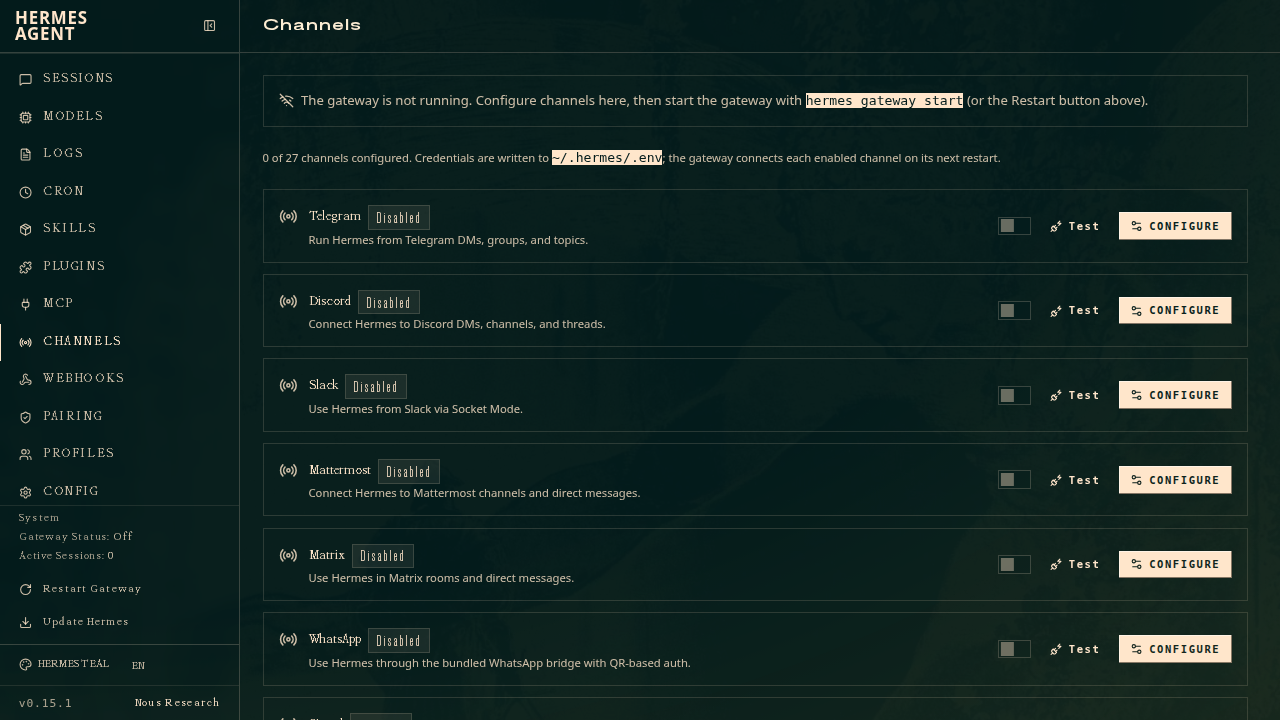 HERMES
AGENT
Channels
SESSIONS
MODELS
LOGS
CRON
SKILLS
PLUGINS
MCP
CHANNELS
WEBHOOKS
PAIRING
PROFILES
CONFIG
System
Gateway Status: Off
Active Sessions: 0
Restart Gateway
Update Hermes
HERMES TEAL EN
v0.15.1 Nous Research
The gateway is not running. Configure channels here, then start the gateway with hermes gateway start (or the Restart button above).
0 of 27 channels configured. Credentials are written to ~/.hermes/.env; the gateway connects each enabled channel on its next restart.
Telegram Disabled
Run Hermes from Telegram DMs, groups, and topics.
Test CONFIGURE
Discord Disabled
Connect Hermes to Discord DMs, channels, and threads.
Test CONFIGURE
Slack Disabled
Use Hermes from Slack via Socket Mode.
Test CONFIGURE
Mattermost Disabled
Connect Hermes to Mattermost channels and direct messages.
Test CONFIGURE
Matrix Disabled
Use Hermes in Matrix rooms and direct messages.
Test CONFIGURE
WhatsApp Disabled
Use Hermes through the bundled WhatsApp bridge with QR-based auth.
Test CONFIGURE